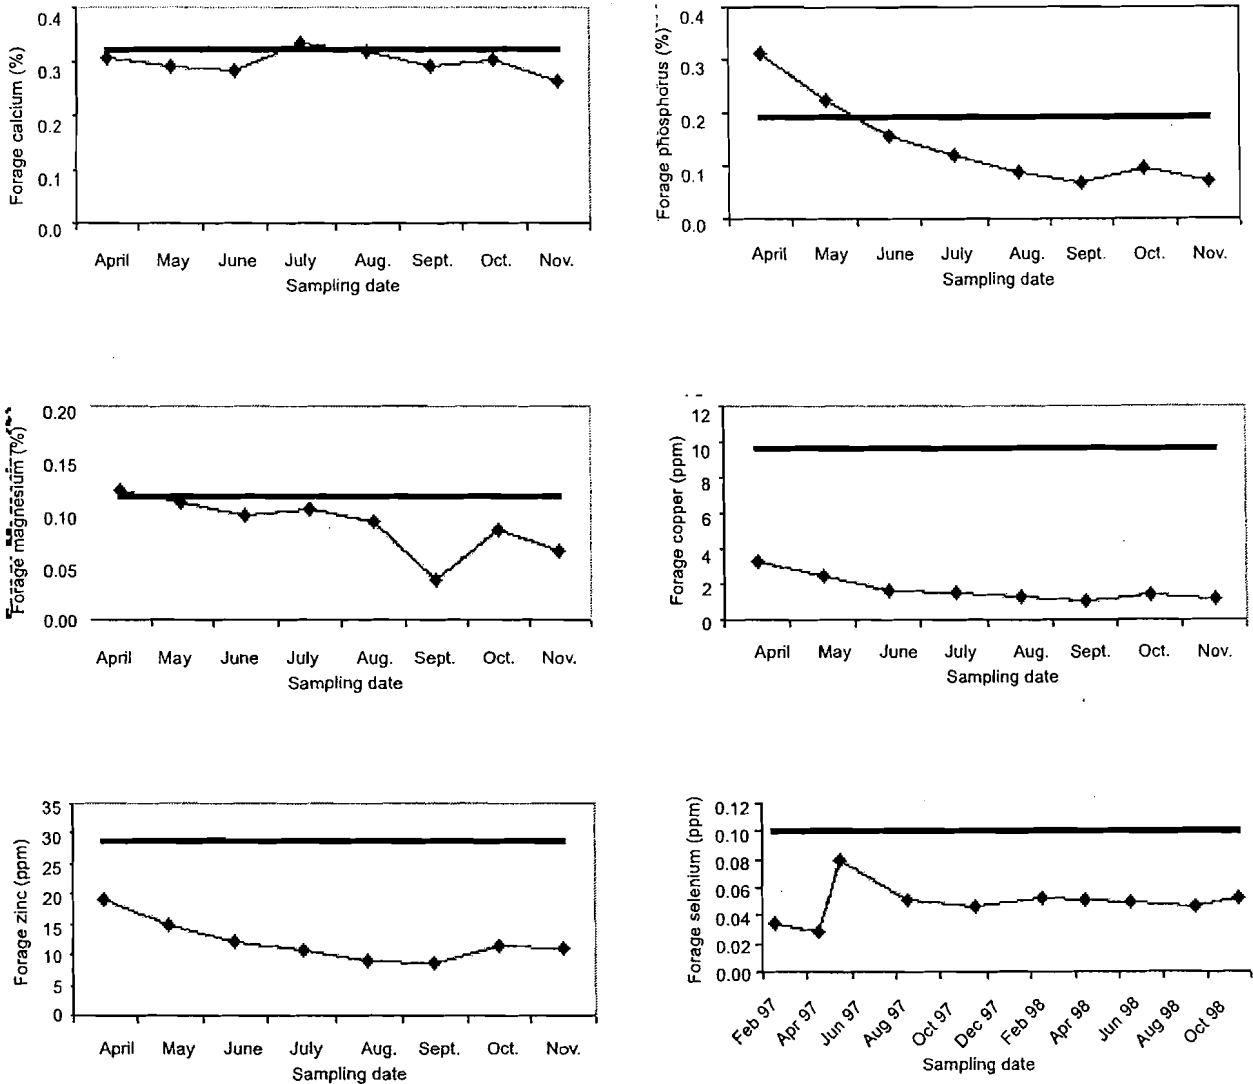 Forage calcium (%)
0.4
0.3
0.2
0.1
0.0
April May June July Aug. Sept. Oct. Nov.
Sampling date
Forage phosphorus (%)
0.4
0.3
0.2
0.1
0.0
April May June July Aug. Sept. Oct. Nov.
Sampling date
Forage magnesium (%)
0.20
0.15
0.10
0.05
0.00
April May June July Aug. Sept. Oct. Nov.
Sampling date
Forage copper (ppm)
12
10
8
6
4
2
0
April May June July Aug. Sept. Oct. Nov.
Sampling date
Forage zinc (ppm)
35
30
25
20
15
10
5
0
April May June July Aug. Sept. Oct. Nov.
Sampling date
Forage selenium (ppm)
0.12
0.10
0.08
0.06
0.04
0.02
0.00
Feb 97 Apr 97 Jun 97 Aug 97 Oct 97 Dec 97 Feb 98 Apr 98 Jun 98 Aug 98 Oct 98
Sampling date